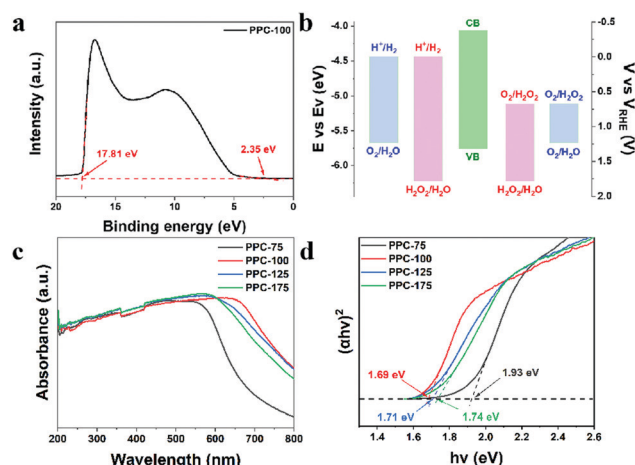 a
PPC-100
Intensity (a.u.)
17.81 eV
2.35 eV
20
15
10
5
0
Binding energy (eV)
b
E vs Ev (eV)
-4.0
-4.5
-5.0
-5.5
-6.0
H⁺/H₂
H⁺/H₂
CB
O₂/H₂O₂
O₂/H₂O₂
O₂/H₂O
VB
O₂/H₂O
H₂O₂/H₂O
H₂O₂/H₂O
-0.5
0.0
0.5
1.0
1.5
2.0
V vs V_RHE (V)
c
PPC-75
PPC-100
PPC-125
PPC-175
Absorbance (a.u.)
200
300
400
500
600
700
800
Wavelength (nm)
d
PPC-75
PPC-100
PPC-125
PPC-175
(αhv)²
1.69 eV
1.93 eV
1.71 eV
1.74 eV
1.4
1.6
1.8
2.0
2.2
2.4
2.6
hv (eV)